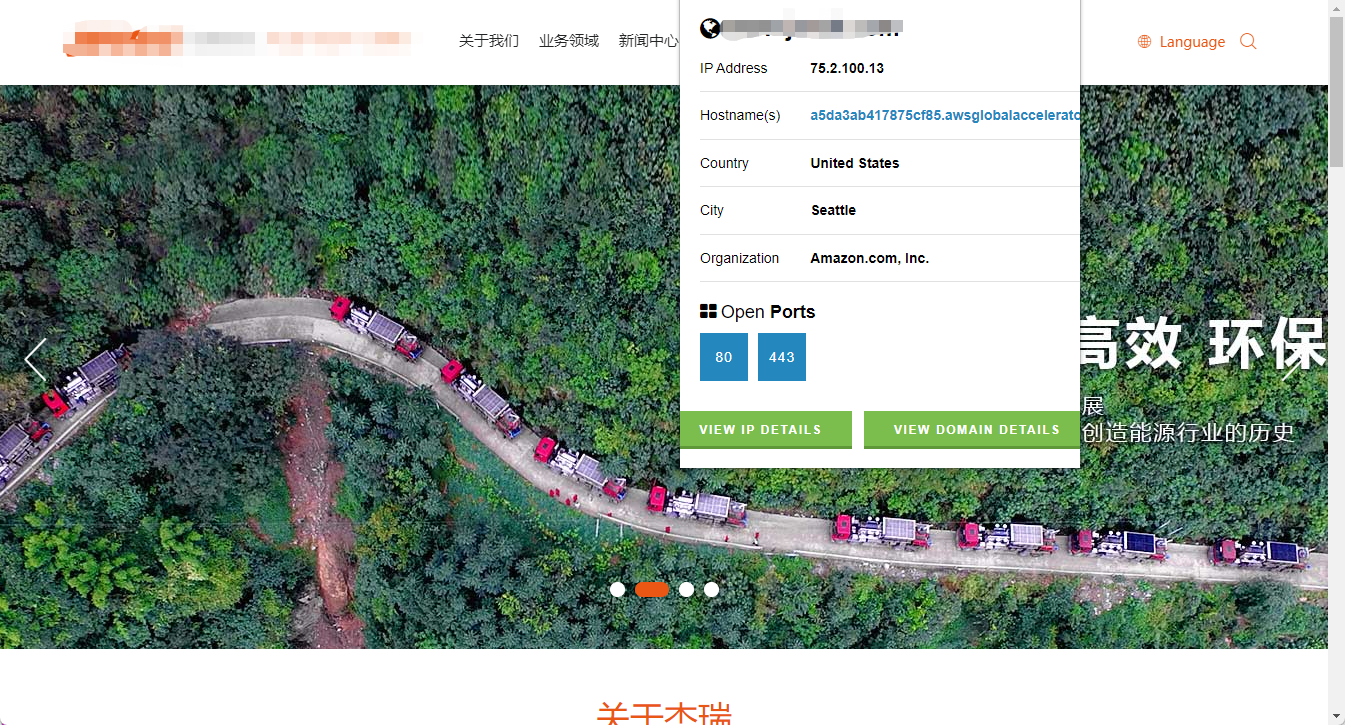 关于我们 业务领域 新闻中心
Language
IP Address 75.2.100.13
Hostname(s) a5da3ab417875cf85.awsglobalaccelerato
Country United States
City Seattle
Organization Amazon.com, Inc.
Open Ports
80 443
VIEW IP DETAILS VIEW DOMAIN DETAILS
高效 环保
展
创造能源行业的历史
关于杰瑞